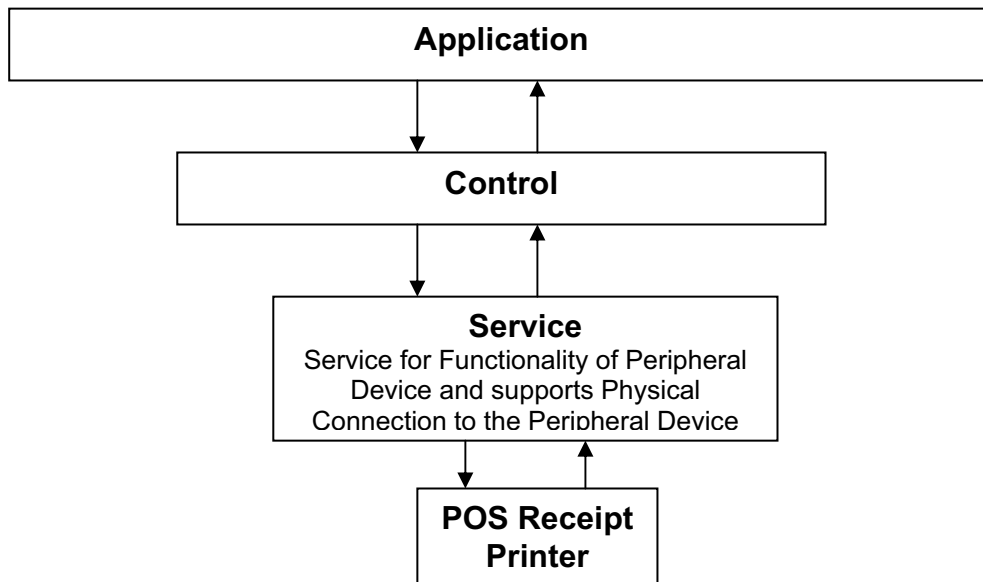 Application
Control
Service
Service for Functionality of Peripheral
Device and supports Physical
Connection to the Peripheral Device
POS Receipt
Printer